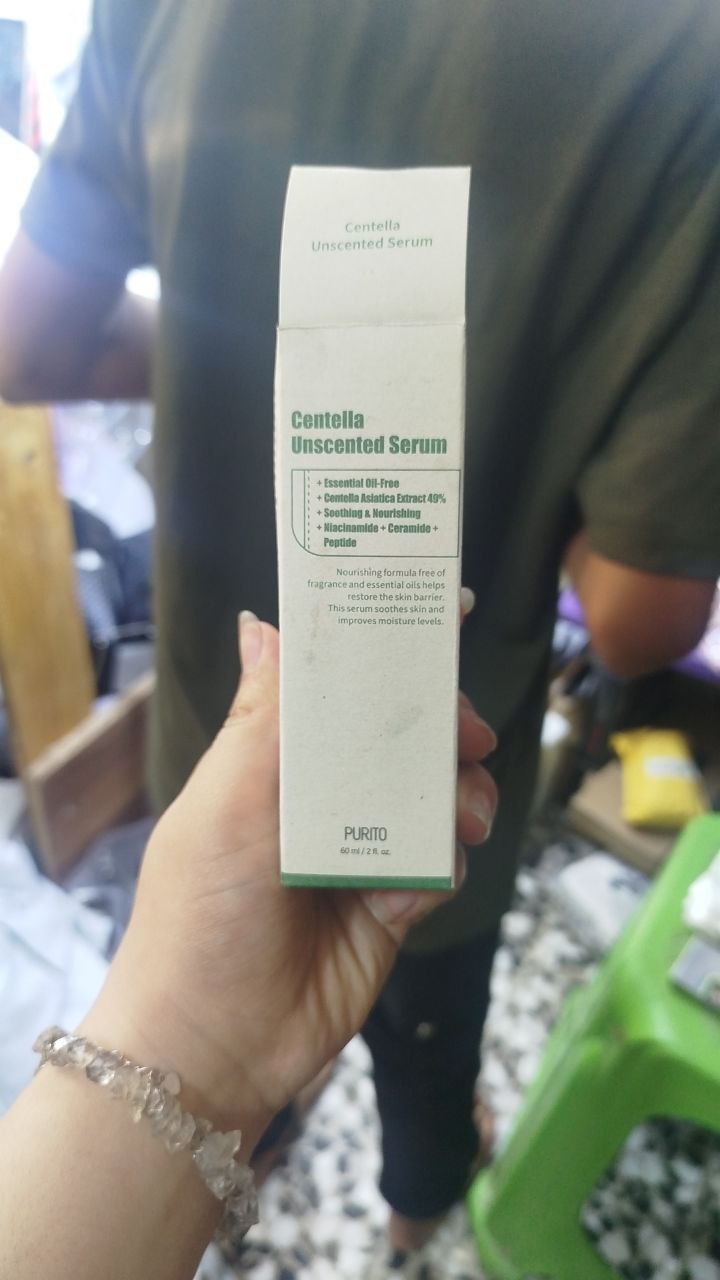 Centella
Unscented Serum
Centella
Unscented Serum
+ Essential Oil-Free
+ Centella Asiatica Extract 49%
+ Soothing & Nourishing
+ Niacinamide + Ceramide +
Peptide
Nourishing formula free of
fragrance and essential oils helps
restore the skin barrier.
This serum soothes skin and
improves moisture levels.
PURITO
60 ml / 2 fl. oz.